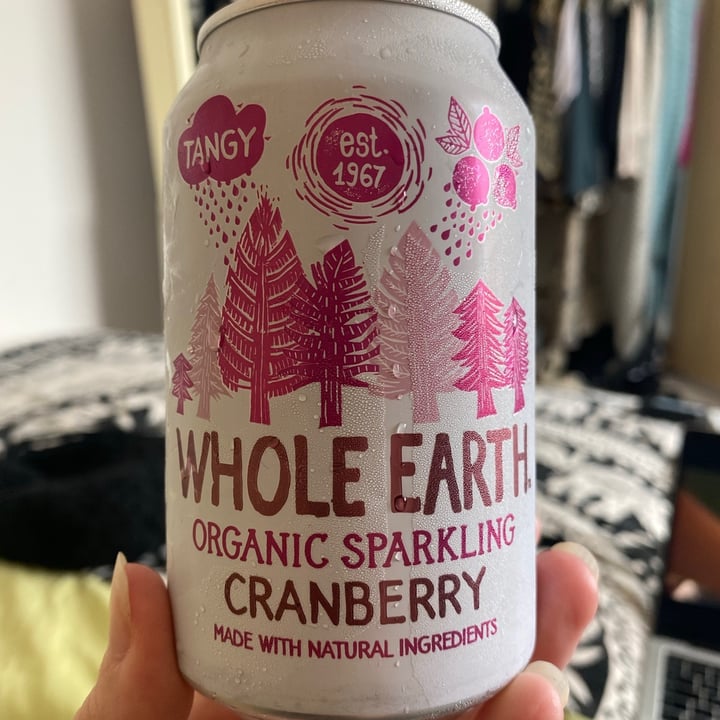 TANGY
est.
1967
WHOLE EARTH.
ORGANIC SPARKLING
CRANBERRY
MADE WITH NATURAL INGREDIENTS